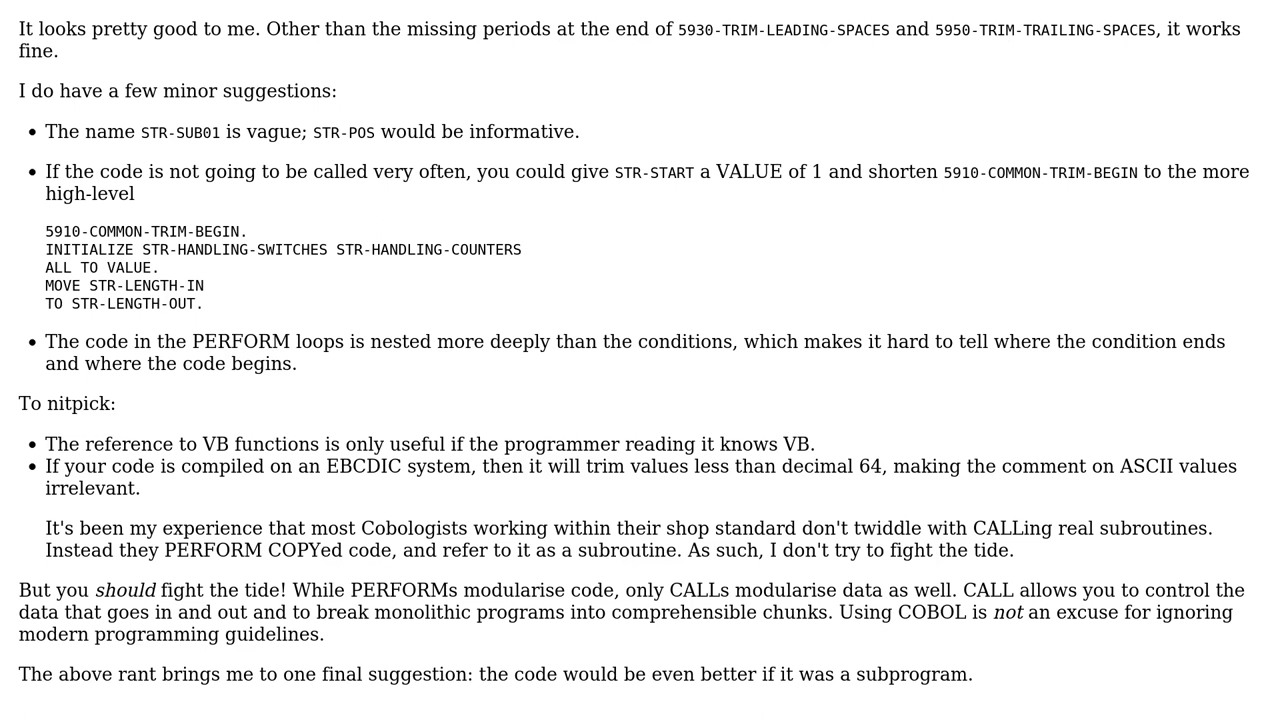 It looks pretty good to me. Other than the missing periods at the end of 5930-TRIM-LEADING-SPACES and 5950-TRIM-TRAILING-SPACES, it works
fine.
I do have a few minor suggestions:
• The name STR-SUB01 is vague; STR-POS would be informative.
• If the code is not going to be called very often, you could give STR-START a VALUE of 1 and shorten 5910-COMMON-TRIM-BEGIN to the more
high-level
5910-COMMON-TRIM-BEGIN.
INITIALIZE STR-HANDLING-SWITCHES STR-HANDLING-COUNTERS
ALL TO VALUE.
MOVE STR-LENGTH-IN
TO STR-LENGTH-OUT.
• The code in the PERFORM loops is nested more deeply than the conditions, which makes it hard to tell where the condition ends
and where the code begins.
To nitpick:
• The reference to VB functions is only useful if the programmer reading it knows VB.
• If your code is compiled on an EBCDIC system, then it will trim values less than decimal 64, making the comment on ASCII values
irrelevant.
It's been my experience that most Cobologists working within their shop standard don't twiddle with CALLing real subroutines.
Instead they PERFORM COPYed code, and refer to it as a subroutine. As such, I don't try to fight the tide.
But you should fight the tide! While PERFORMs modularise code, only CALLs modularise data as well. CALL allows you to control the
data that goes in and out and to break monolithic programs into comprehensible chunks. Using COBOL is not an excuse for ignoring
modern programming guidelines.
The above rant brings me to one final suggestion: the code would be even better if it was a subprogram.